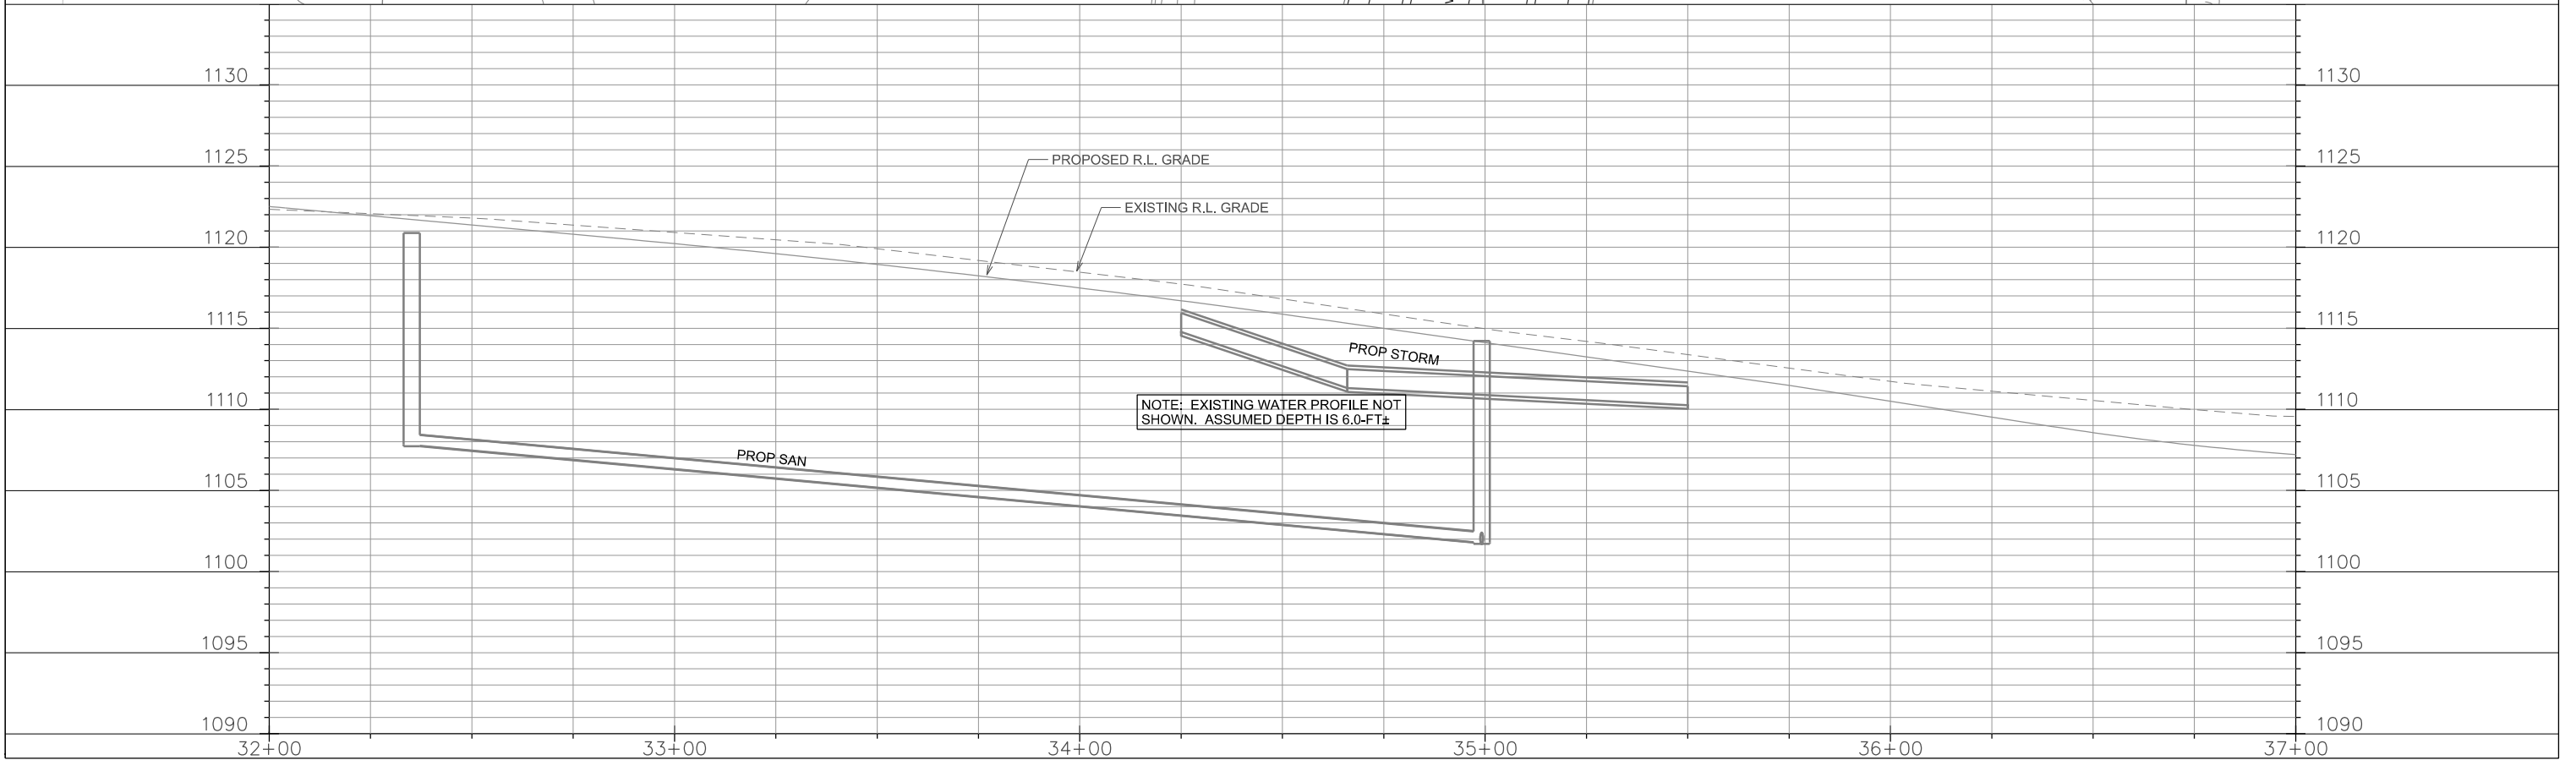 1130 1130
1125 1125
PROPOSED R.L. GRADE
EXISTING R.L. GRADE
1120 1120
1115 1115
PROP STORM
1110 1110
NOTE: EXISTING WATER PROFILE NOT
SHOWN. ASSUMED DEPTH IS 6.0-FT±
PROP SAN
1105 1105
1100 1100
1095 1095
1090 1090
32+00 33+00 34+00 35+00 36+00 37+00